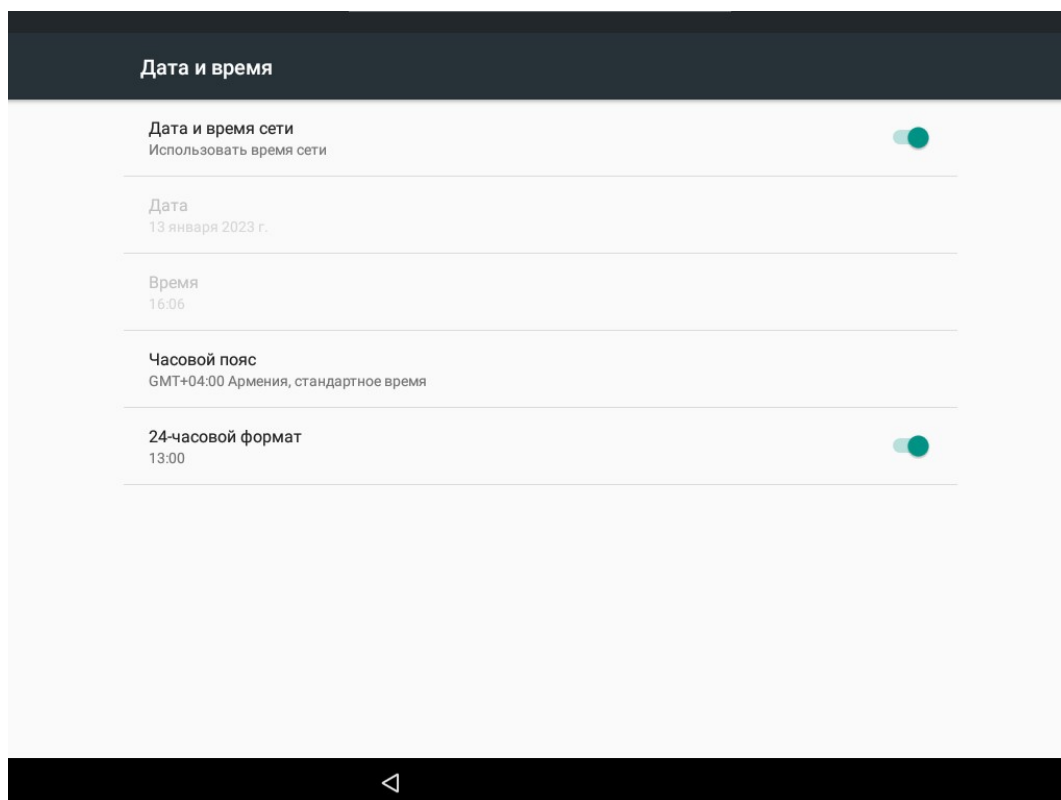 Дата и время
Дата и время сети
Использовать время сети
Дата
13 января 2023 г.
Время
16:06
Часовой пояс
GMT+04:00 Армения, стандартное время
24-часовой формат
13:00